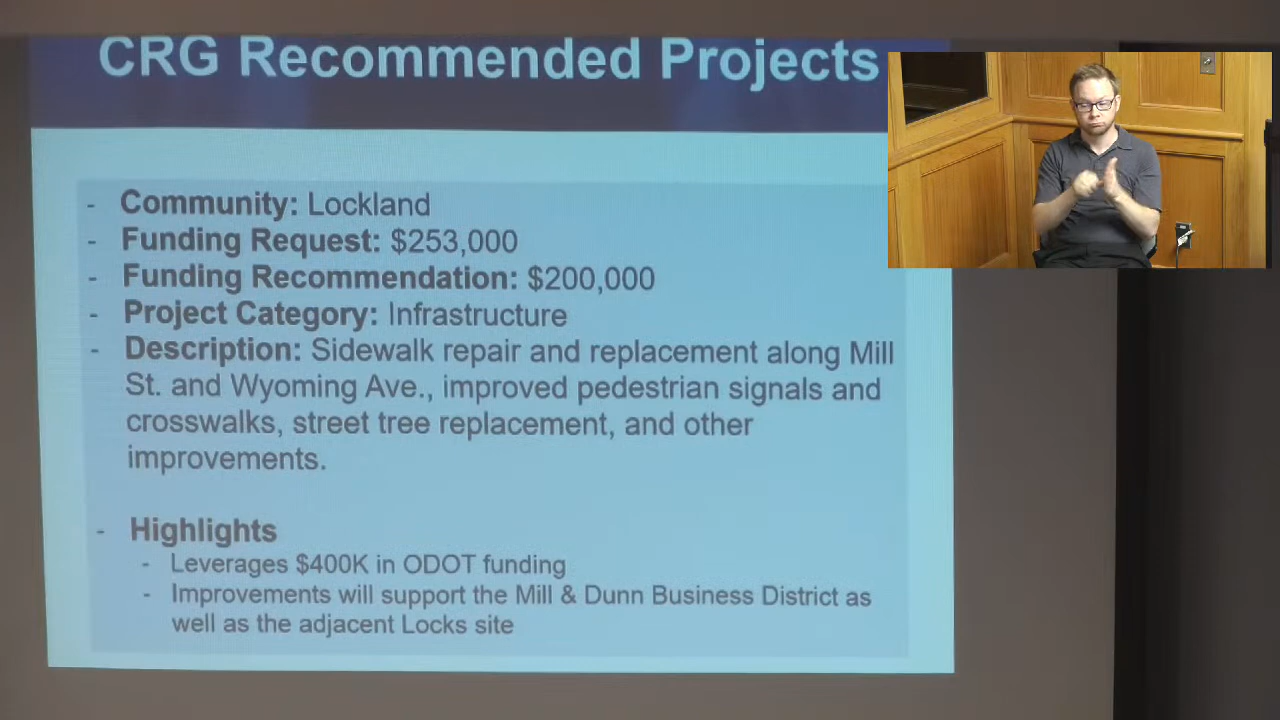 CRG Recommended Projects
- Community: Lockland
- Funding Request: $253,000
- Funding Recommendation: $200,000
- Project Category: Infrastructure
- Description: Sidewalk repair and replacement along Mill
St. and Wyoming Ave., improved pedestrian signals and
crosswalks, street tree replacement, and other
improvements.
- Highlights
- Leverages $400K in ODOT funding
- Improvements will support the Mill & Dunn Business District as
well as the adjacent Locks site